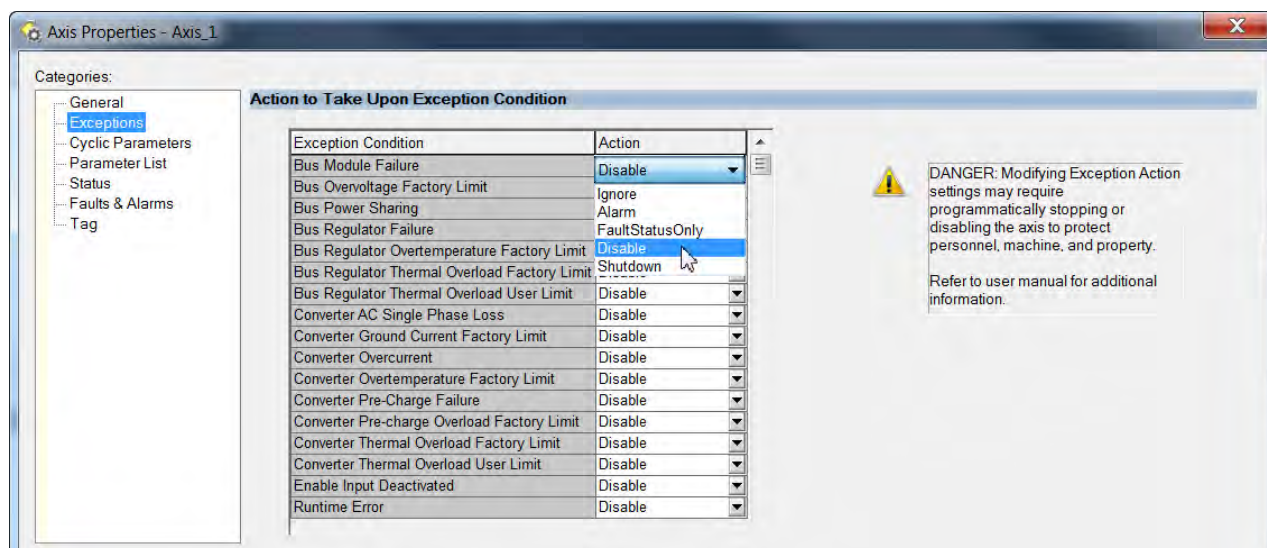 Axis Properties - Axis_1
X
Categories:
General
Exceptions
Cyclic Parameters
Parameter List
Status
Faults & Alarms
Tag
Action to Take Upon Exception Condition
Exception Condition Action
Bus Module Failure Disable
Bus Overvoltage Factory Limit
Bus Power Sharing
Bus Regulator Failure
Bus Regulator Overtemperature Factory Limit
Bus Regulator Thermal Overload Factory Limit
Ignore
Alarm
FaultStatusOnly
Disable
Shutdown
Bus Regulator Thermal Overload User Limit Disable
Converter AC Single Phase Loss Disable
Converter Ground Current Factory Limit Disable
Converter Overcurrent Disable
Converter Overtemperature Factory Limit Disable
Converter Pre-Charge Failure Disable
Converter Pre-charge Overload Factory Limit Disable
Converter Thermal Overload Factory Limit Disable
Converter Thermal Overload User Limit Disable
Enable Input Deactivated Disable
Runtime Error Disable
DANGER: Modifying Exception Action
settings may require
programmatically stopping or
disabling the axis to protect
personnel, machine, and property.
Refer to user manual for additional
information.